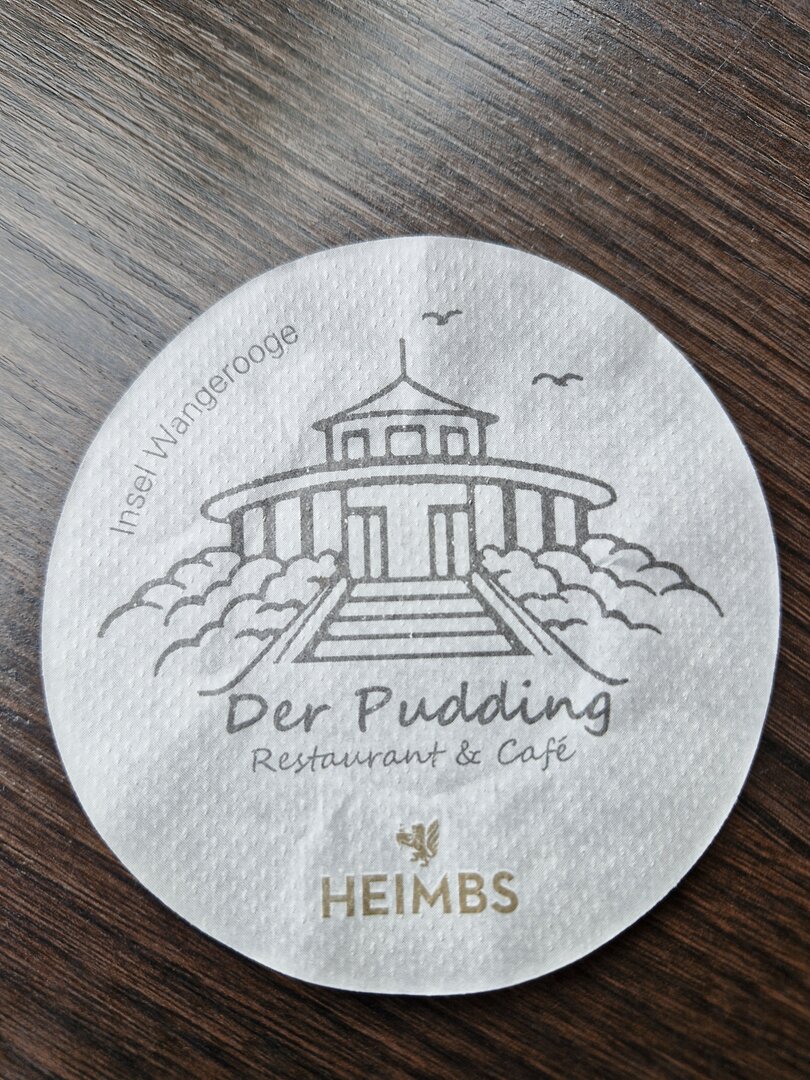 Insel Wangerooge
Der Pudding
Restaurant & Café
HEIMBS